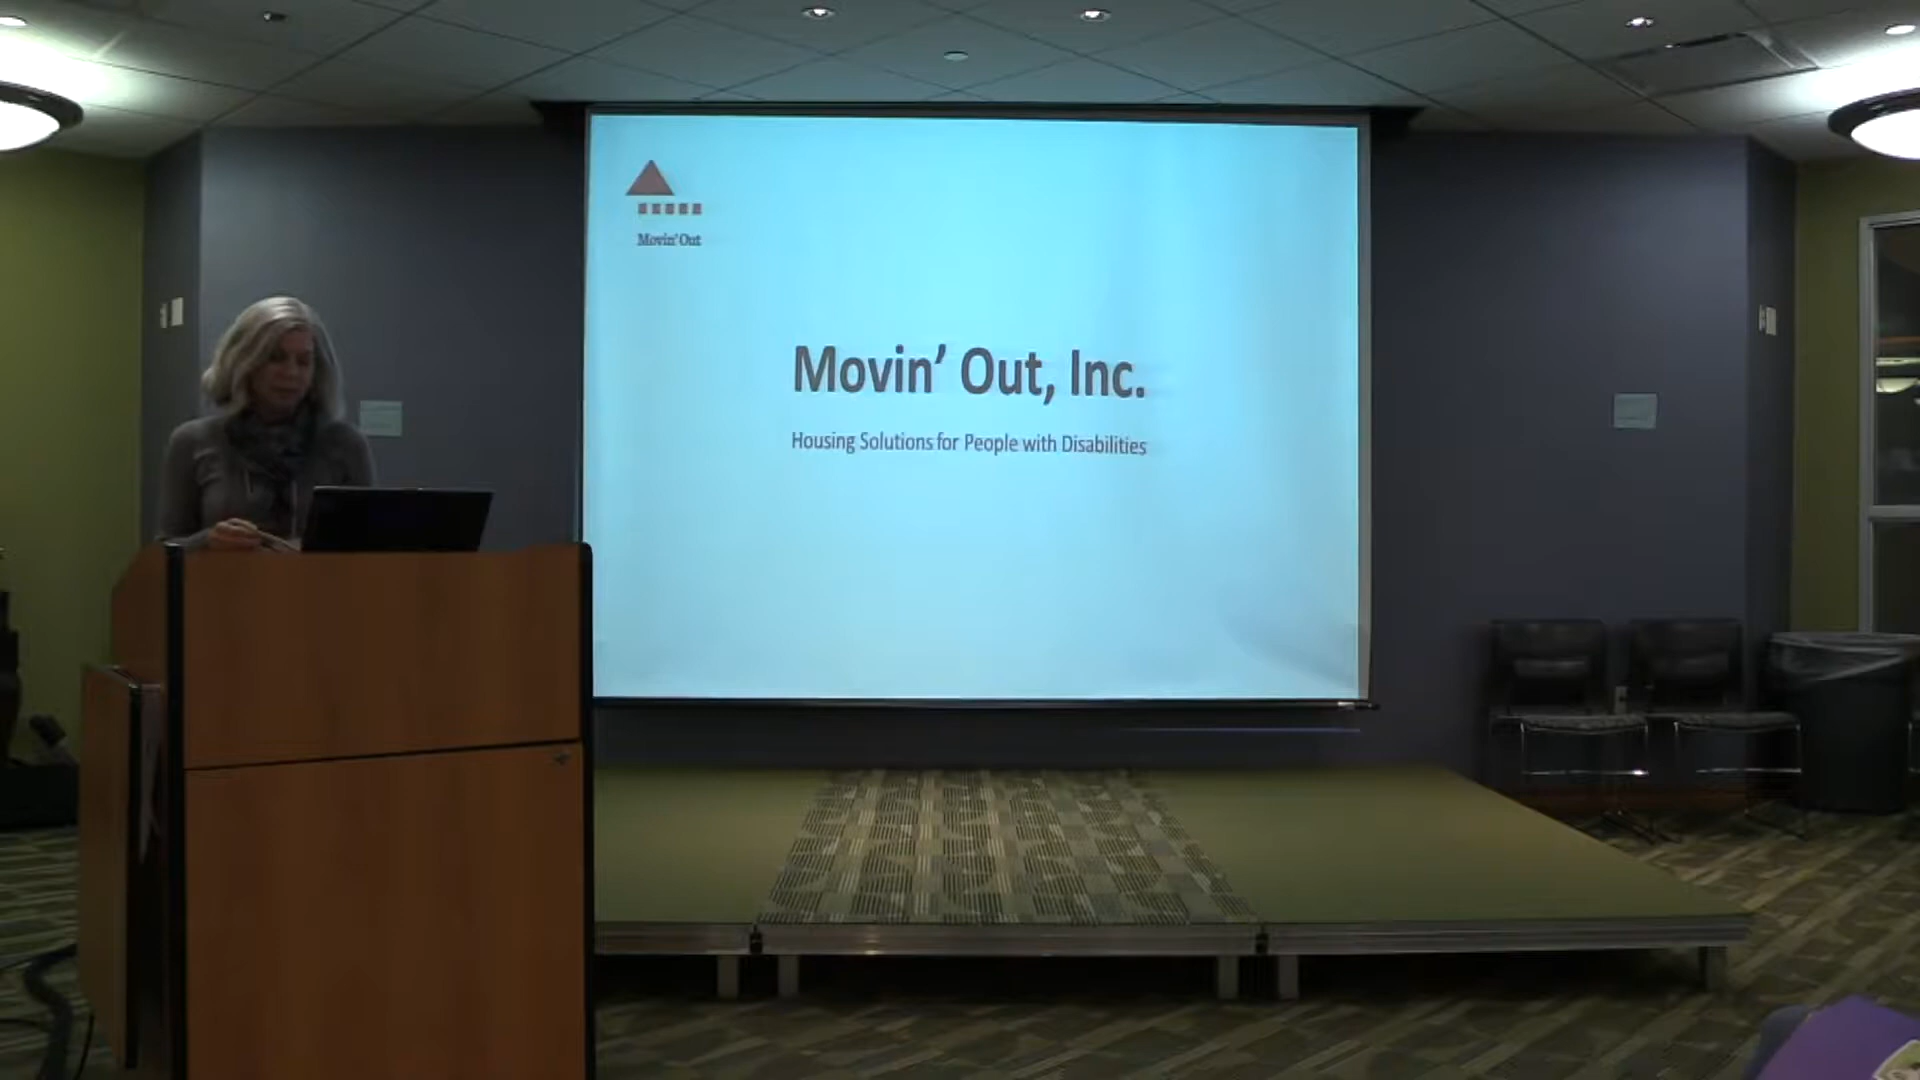 Movin' Out
Movin' Out, Inc.
Housing Solutions for People with Disabilities